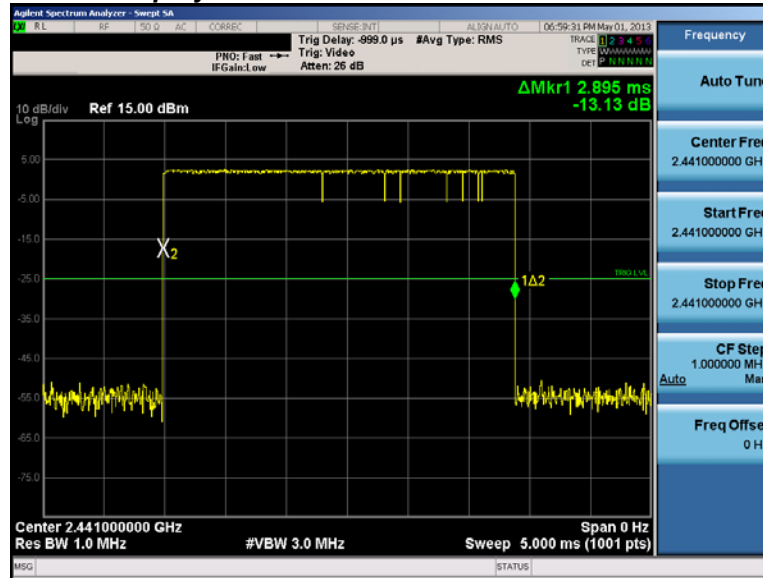 Agilent Spectrum Analyzer - Swept SA
RL RF 50 Ω AC CORREC SENSE:INT ALIGN AUTO 06:59:31 PM May 01, 2013
Trig Delay: -999.0 µs #Avg Type: RMS TRACE 1 2 3 4 5 6
PNO: Fast Trig: Video TYPE
IFGain:Low Atten: 26 dB DET P N N N N N
ΔMkr1 2.895 ms
10 dB/div Ref 15.00 dBm -13.13 dB
Log
5.00
-5.00
-15.0
X2
TRIG LVL
-25.0
1Δ2
-35.0
-45.0
-55.0
-65.0
-75.0
Center 2.441000000 GHz Span 0 Hz
Res BW 1.0 MHz #VBW 3.0 MHz Sweep 5.000 ms (1001 pts)
MSG STATUS
Frequency
Auto Tun
Center Fre
2.441000000 GH
Start Fre
2.441000000 GH
Stop Fre
2.441000000 GH
CF Step
1.000000 MH
Auto Ma
Freq Offse
0 H